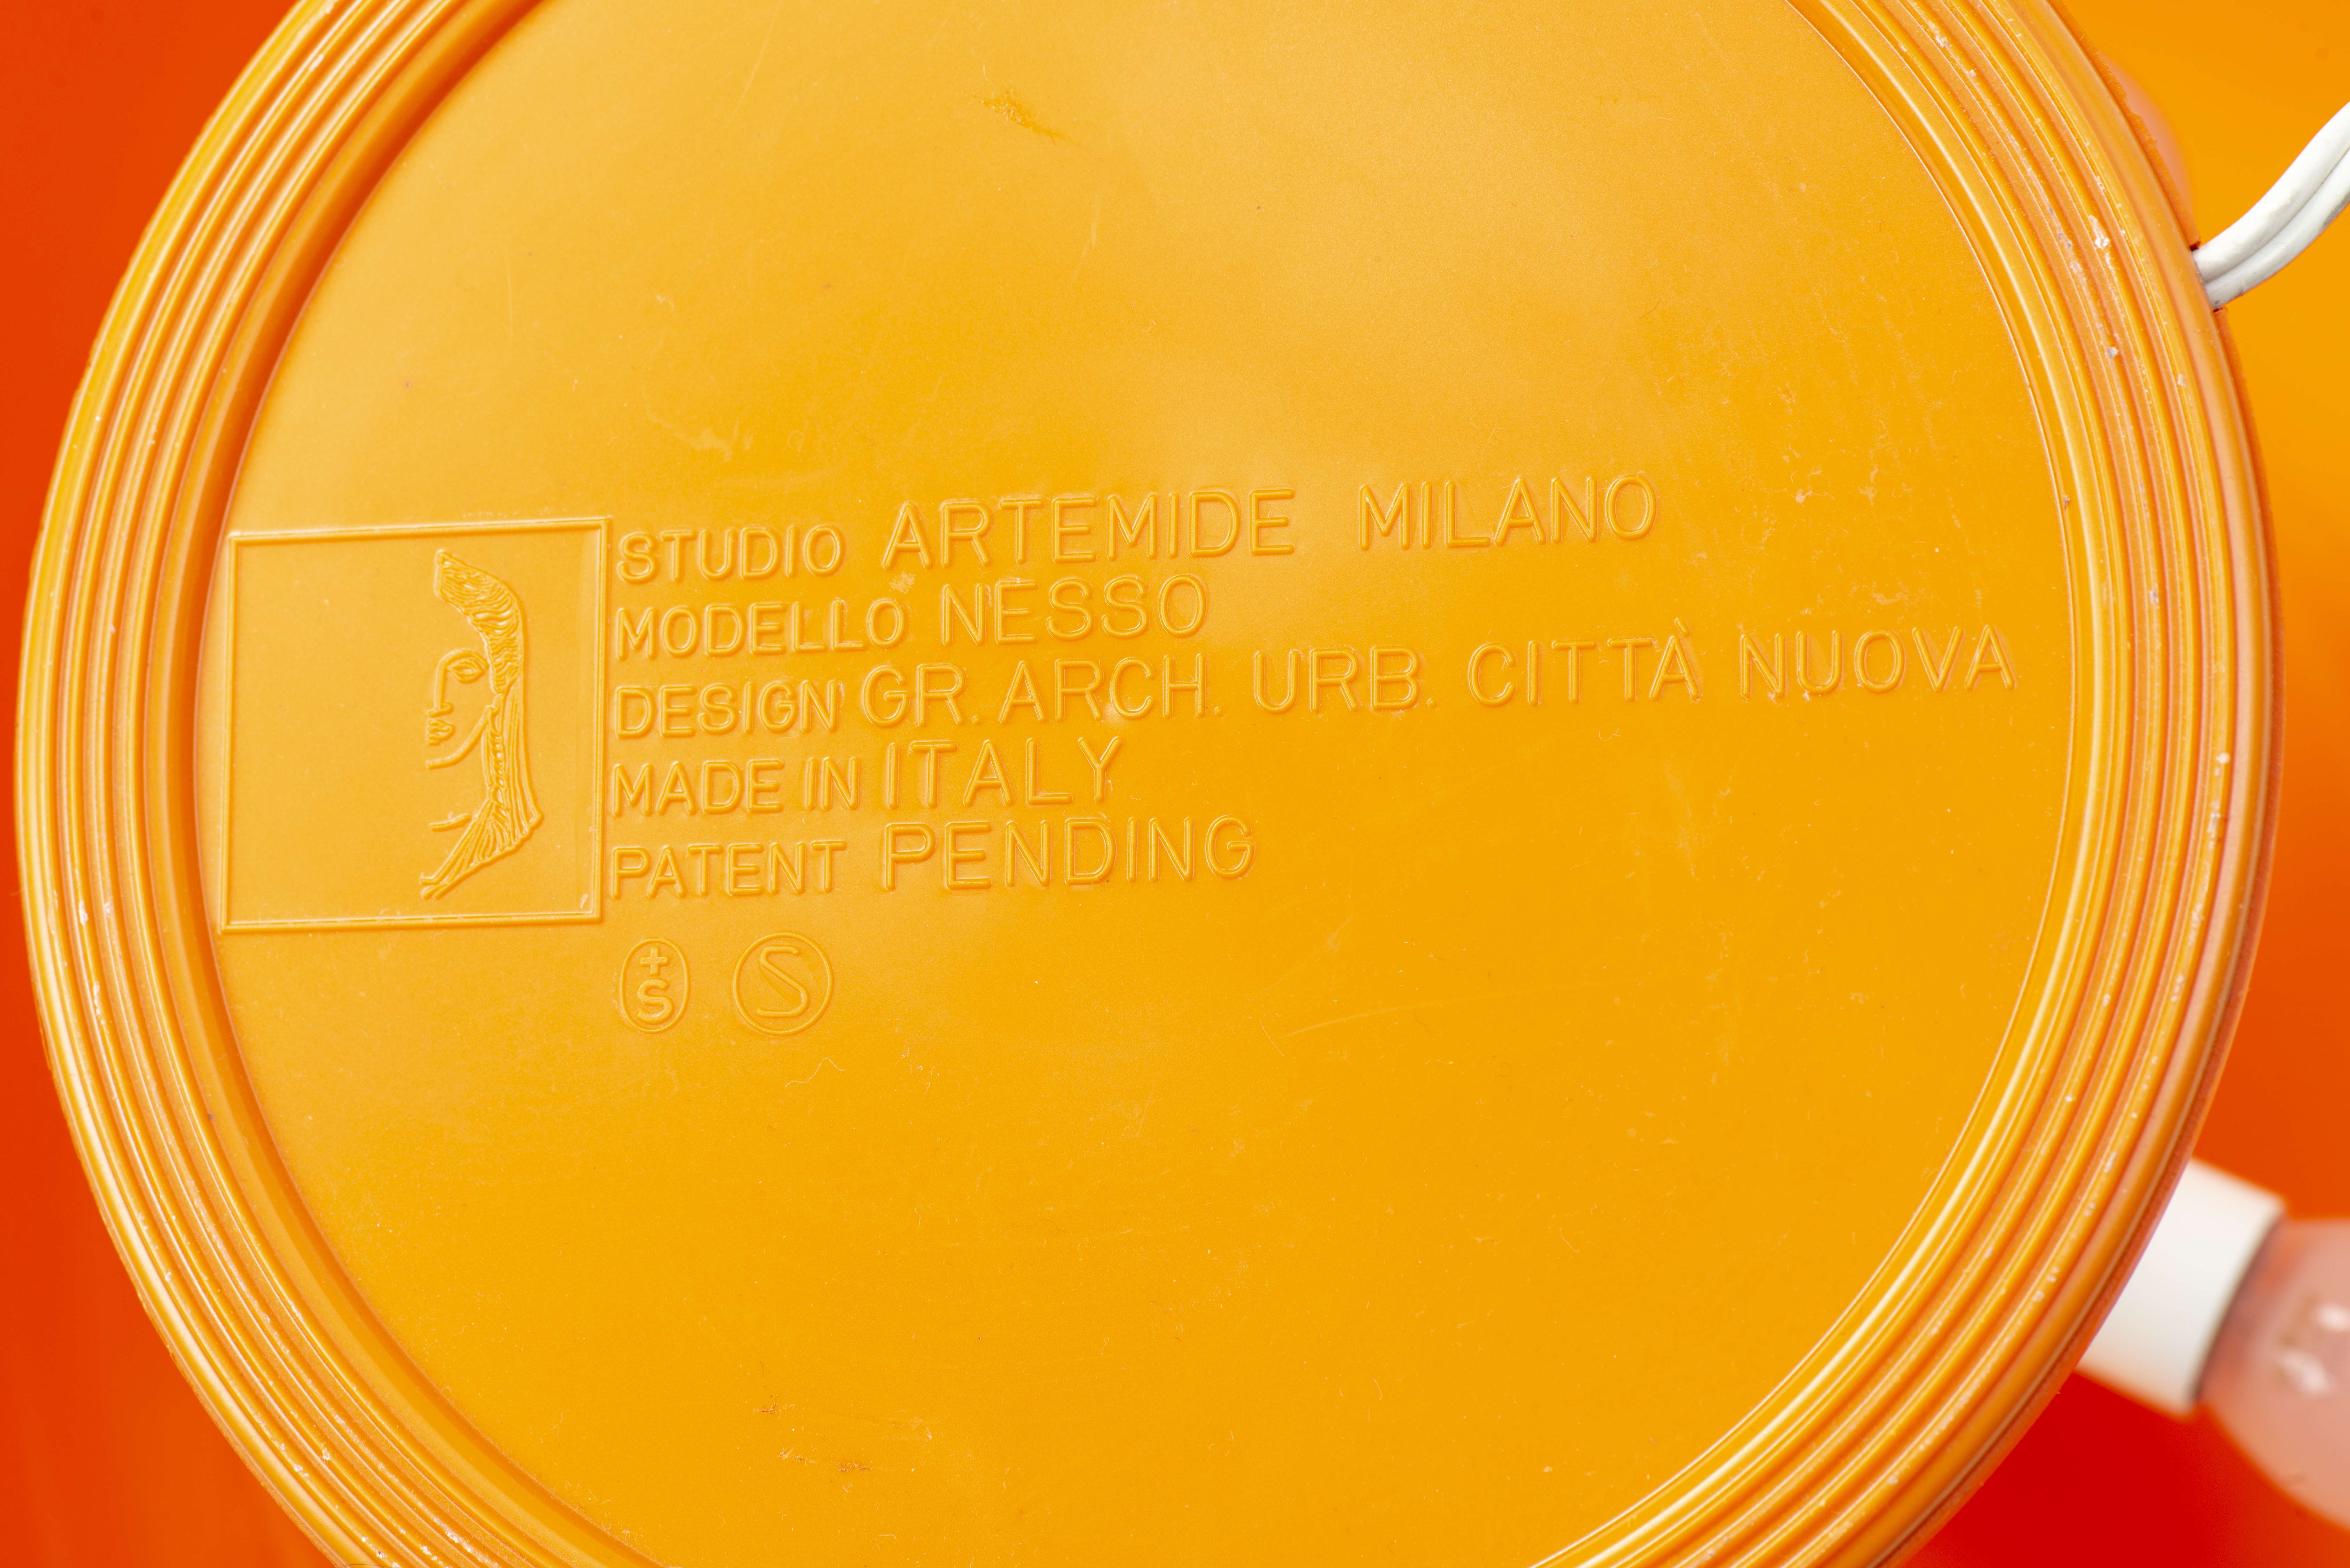 STUDIO ARTEMIDE MILANO
MODELLO NESSO
DESIGN GR. ARCH. URB. CITTÀ NUOVA
MADE IN ITALY
PATENT PENDING
+S S